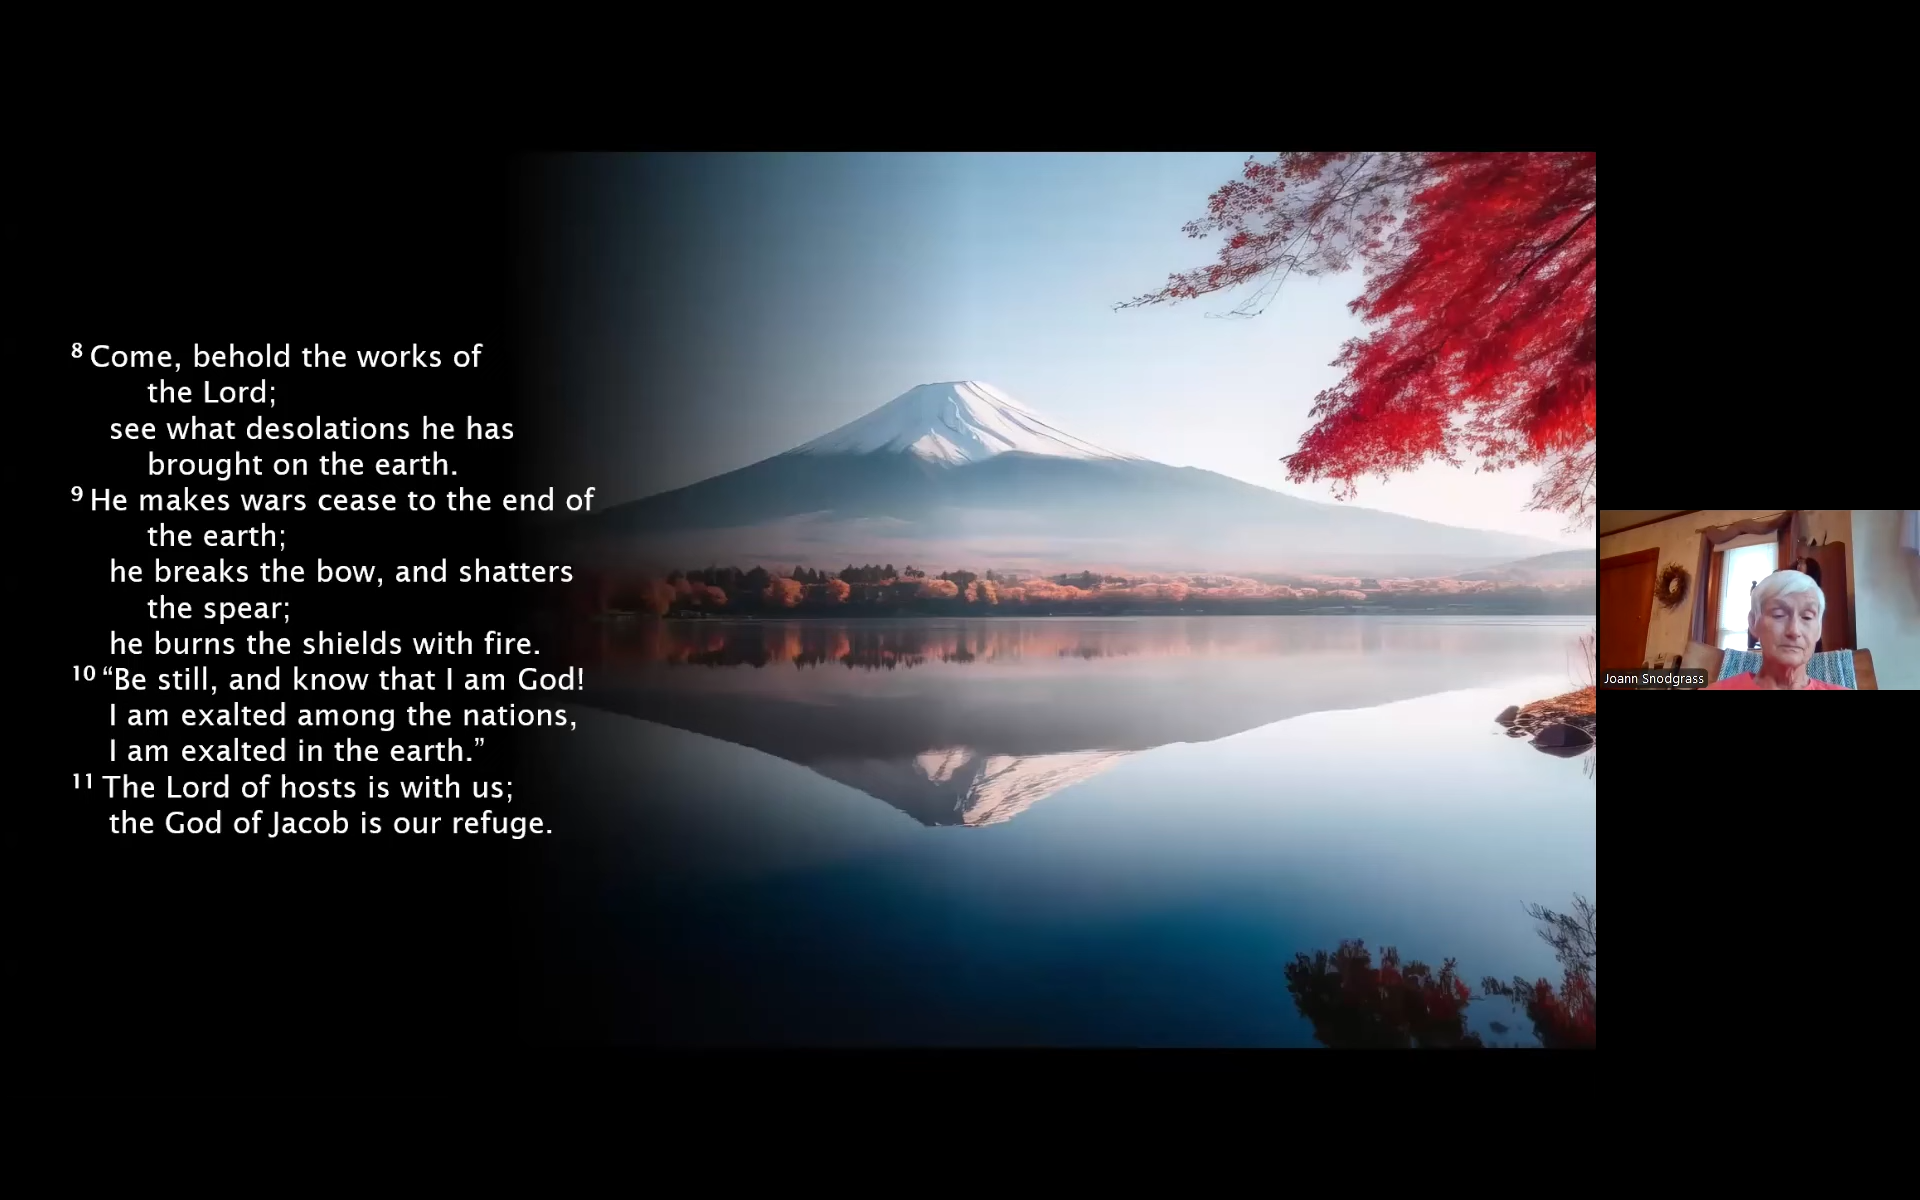 8 Come, behold the works of
the Lord;
see what desolations he has
brought on the earth.
9 He makes wars cease to the end of
the earth;
he breaks the bow, and shatters
the spear;
he burns the shields with fire.
10 “Be still, and know that I am God!
I am exalted among the nations,
I am exalted in the earth.”
11 The Lord of hosts is with us;
the God of Jacob is our refuge.
Joann Snodgrass